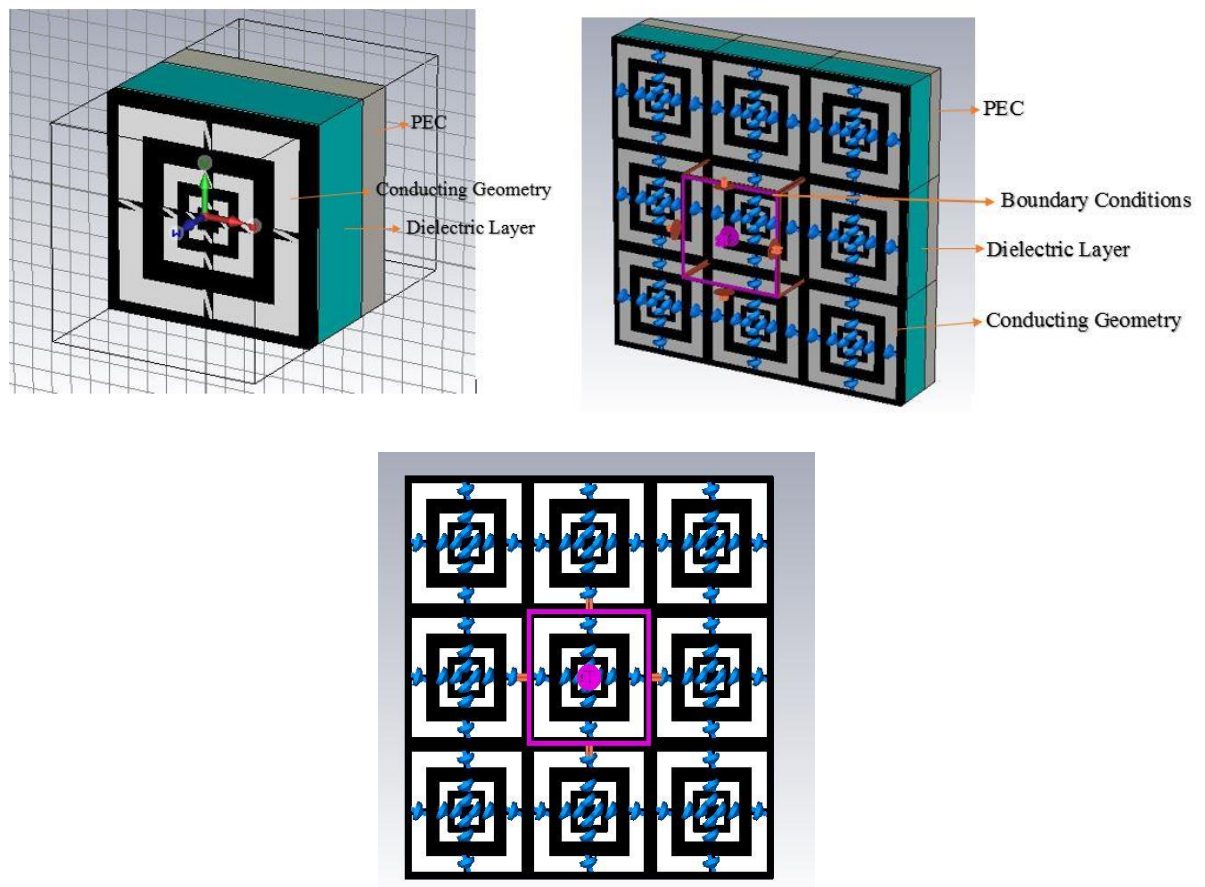 PEC
Conducting Geometry
Dielectric Layer
PEC
Boundary Conditions
Dielectric Layer
Conducting Geometry